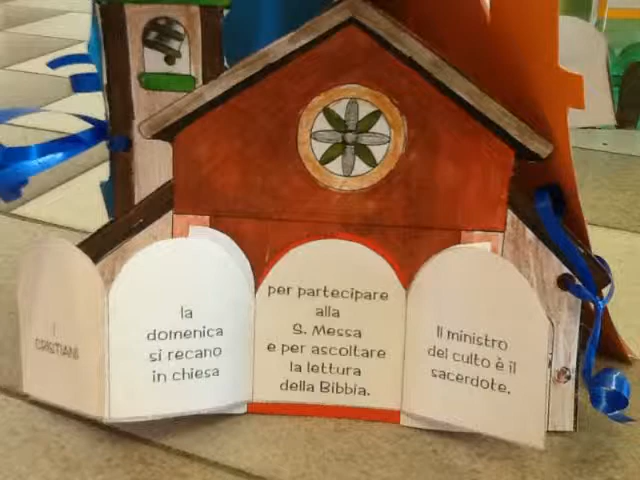 I
CRISTIANI
la
domenica
si recano
in chiesa
per partecipare
alla
S. Messa
e per ascoltare
la lettura
della Bibbia.
Il ministro
del culto è il
sacerdote.